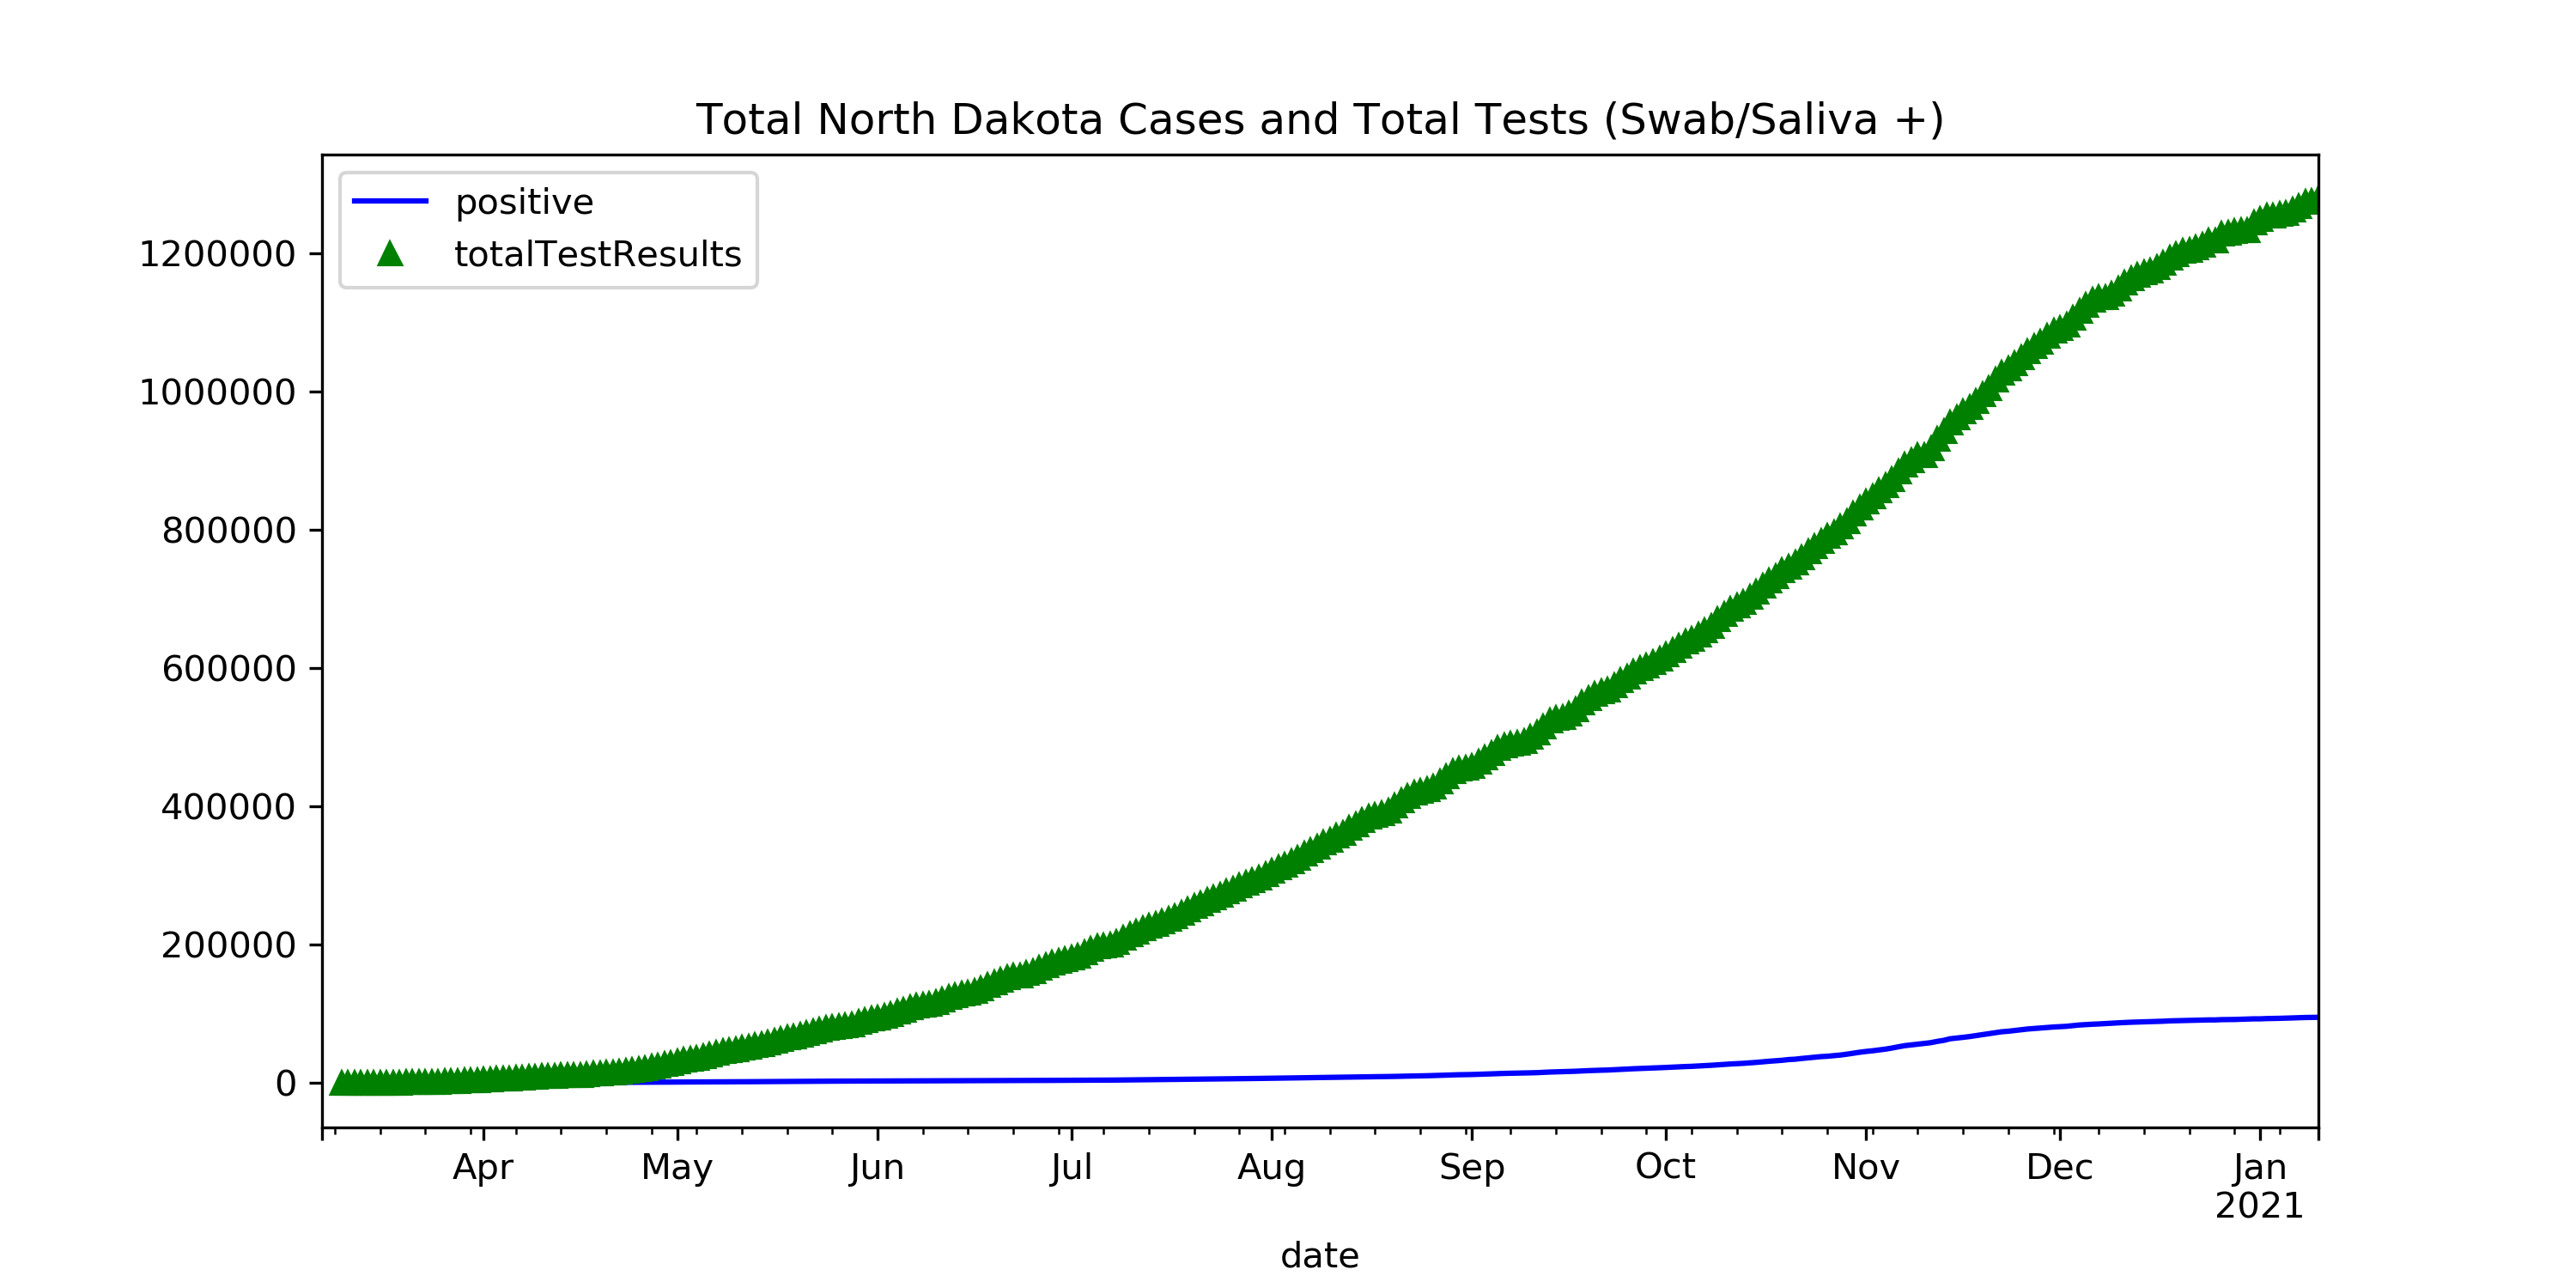 Total North Dakota Cases and Total Tests (Swab/Saliva +)
positive
totalTestResults
1200000
1000000
800000
600000
400000
200000
0
Apr May Jun Jul Aug Sep Oct Nov Dec Jan
2021
date